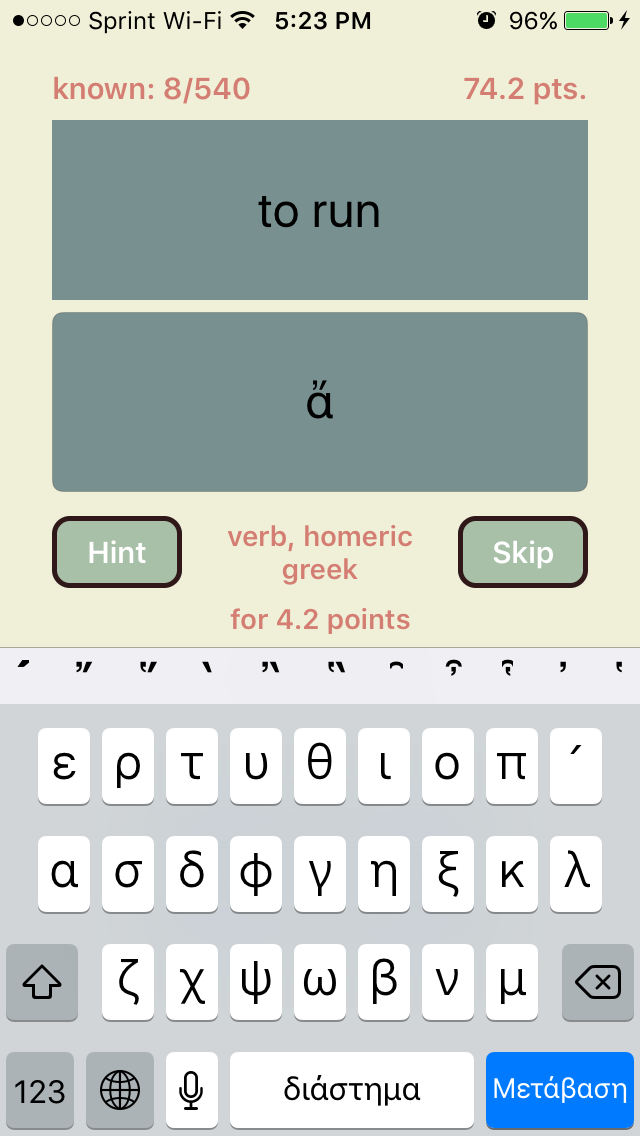 Sprint Wi-Fi 5:23 PM 96%
known: 8/540 74.2 pts.
to run
ἄ
Hint verb, homeric greek Skip
for 4.2 points
΄ ῎ ῞ ` ῍ ῝ ῀ ῏ ῟ ᾿ ῾
ε ρ τ υ θ ι ο π ΄
α σ δ φ γ η ξ κ λ
ζ χ ψ ω β ν μ
123 διάστημα Μετάβαση